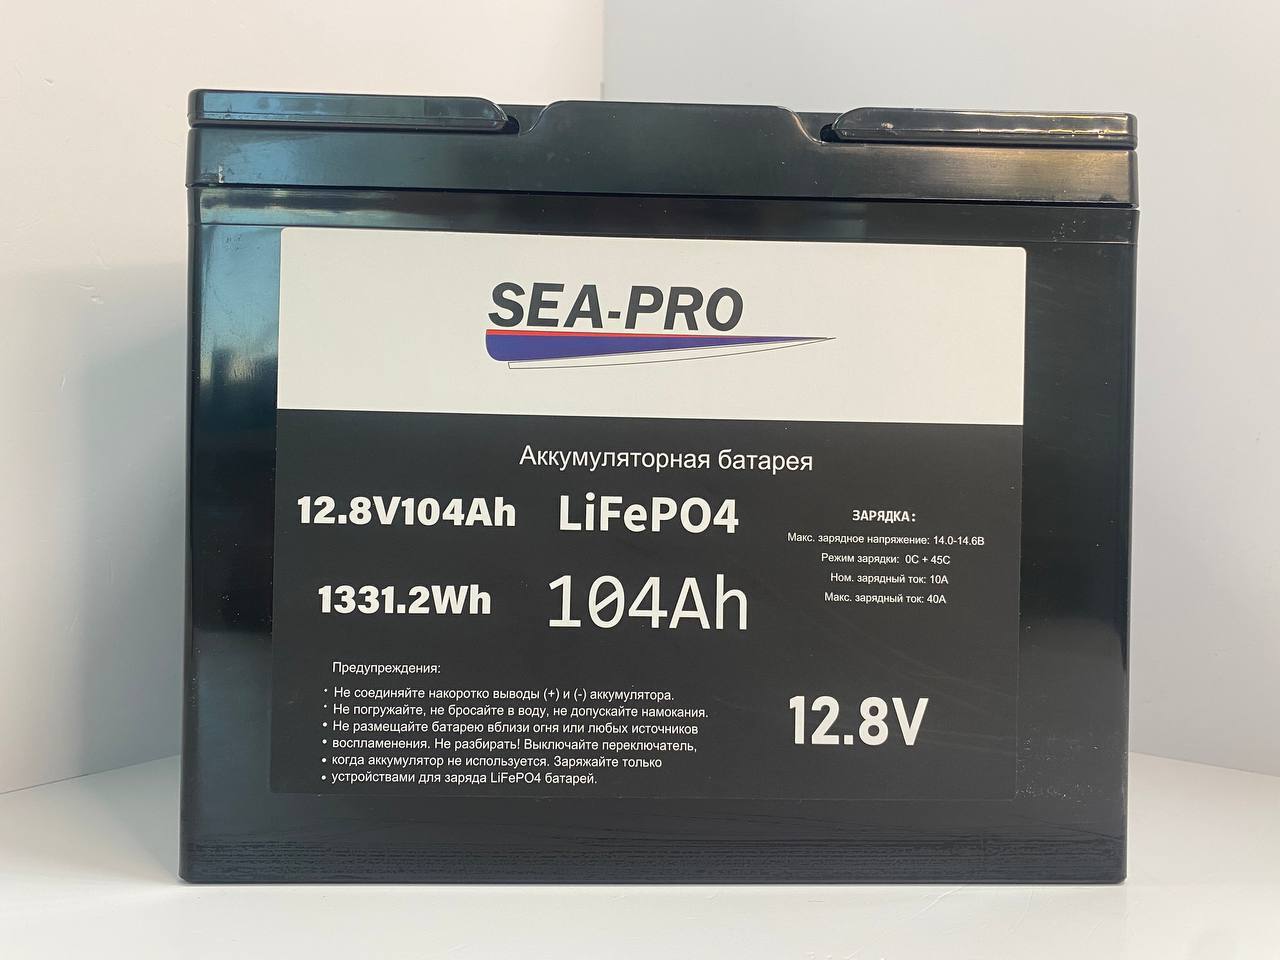 SEA-PRO
Аккумуляторная батарея
12.8V104Ah
LiFePO4
1331.2Wh
104Ah
ЗАРЯДКА:
Макс. зарядное напряжение: 14.0-14.6В
Режим зарядки: 0С + 45С
Ном. зарядный ток: 10А
Макс. зарядный ток: 40А
Предупреждения:
• Не соединяйте накоротко выводы (+) и (-) аккумулятора.
• Не погружайте, не бросайте в воду, не допускайте намокания.
• Не размещайте батарею вблизи огня или любых источников
• воспламенения. Не разбирать! Выключайте переключатель,
• когда аккумулятор не используется. Заряжайте только
• устройствами для заряда LiFePO4 батарей.
12.8V